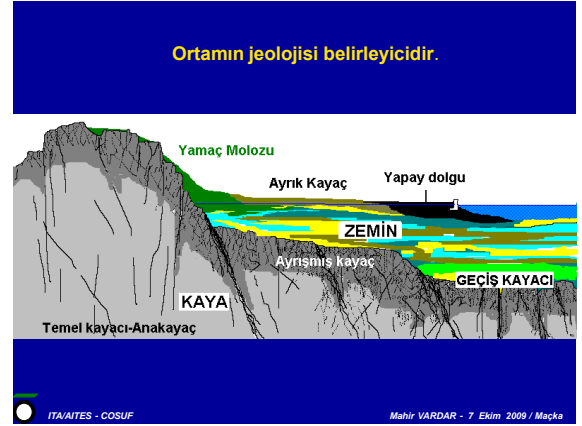 Ortamın jeolojisi belirleyicidir.
Yamaç Molozu
Ayrık Kayaç
Yapay dolgu
ZEMİN
Ayrışmış kayaç
GEÇİŞ KAYACI
KAYA
Temel kayacı-Anakayaç
ITA/AITES - COSUF
Mahir VARDAR - 7 Ekim 2009 / Maçka